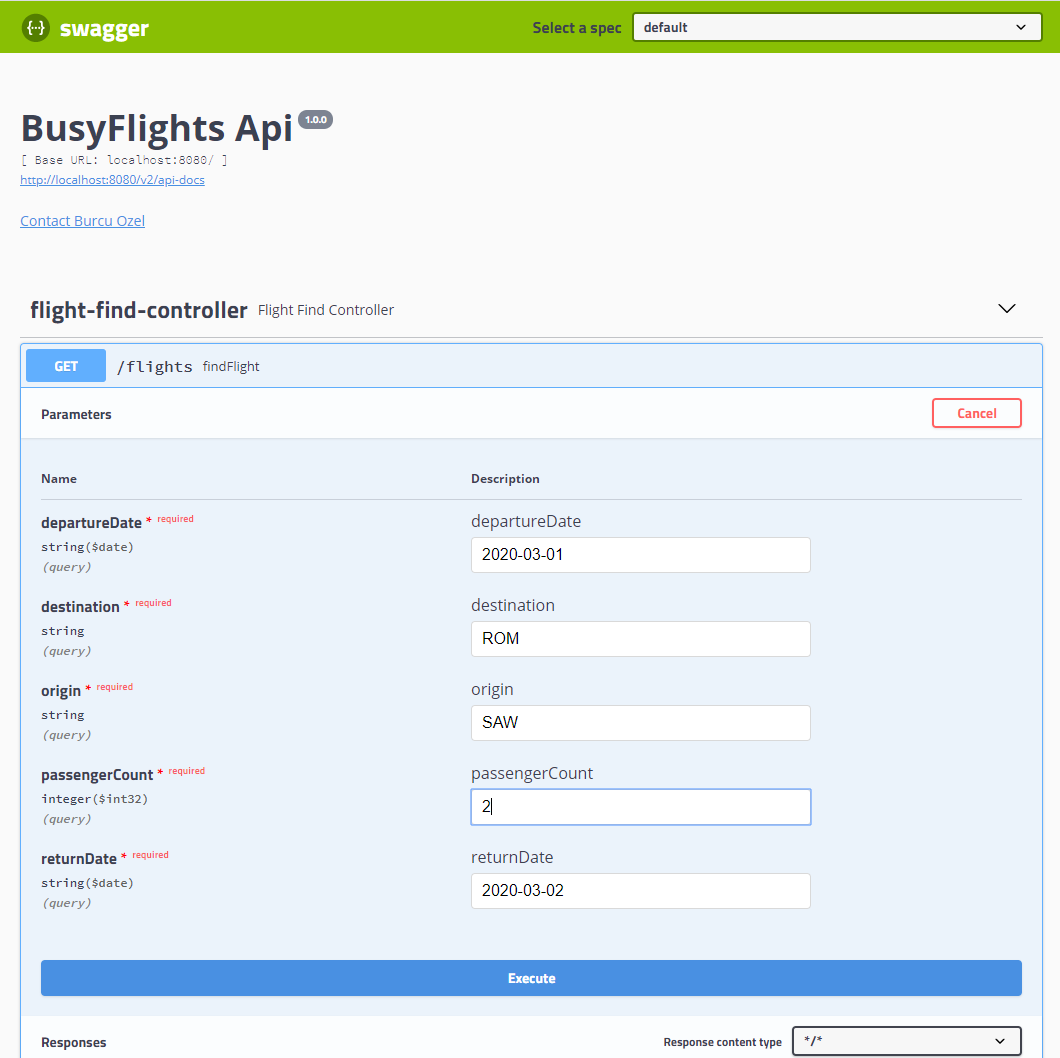 {···} swagger Select a spec default
BusyFlights Api 1.0.0
[ Base URL: localhost:8080/ ]
http://localhost:8080/v2/api-docs
Contact Burcu Ozel
flight-find-controller Flight Find Controller
GET /flights findFlight
Parameters Cancel
Name Description
departureDate * required departureDate
string($date) 2020-03-01
(query)
destination * required destination
string ROM
(query)
origin * required origin
string SAW
(query)
passengerCount * required passengerCount
integer($int32) 2
(query)
returnDate * required returnDate
string($date) 2020-03-02
(query)
Execute
Responses Response content type */*